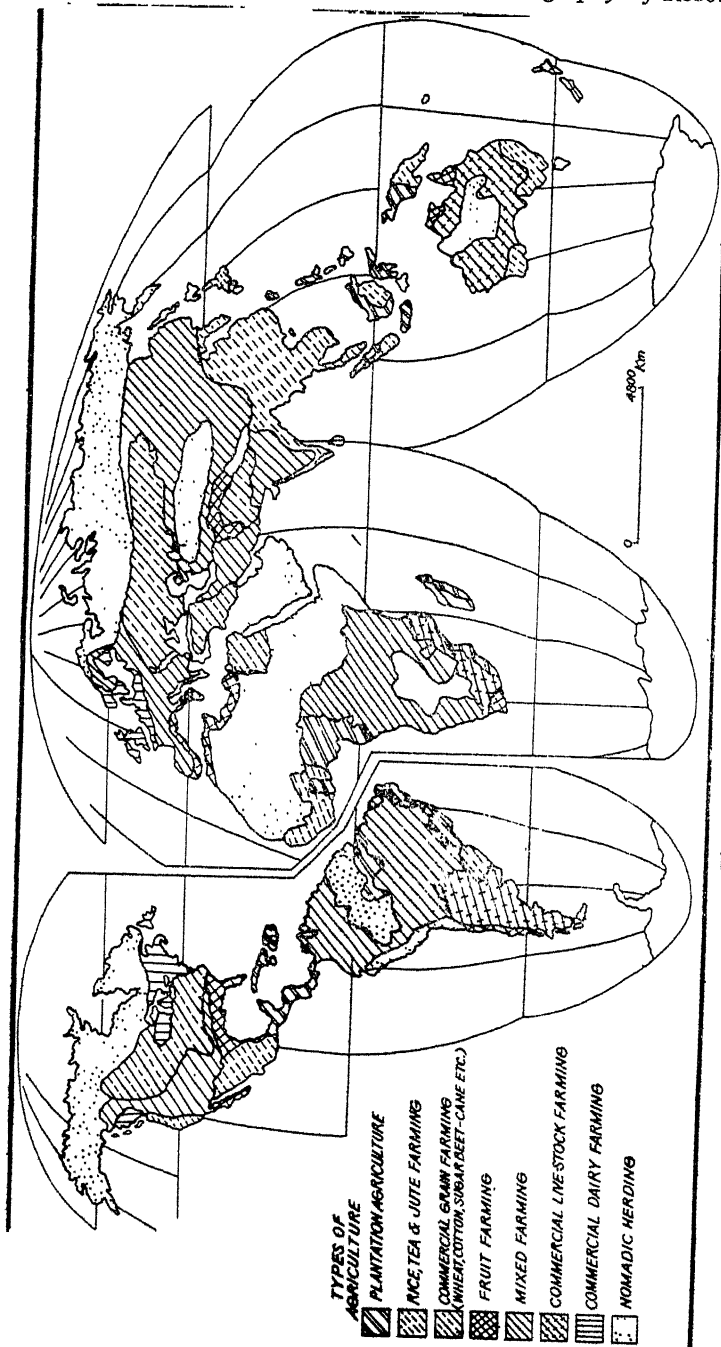 TYPES OF
AGRICULTURE
PLANTATION AGRICULTURE
RICE, TEA & JUTE FARMING
COMMERCIAL GRAIN FARMING
(WHEAT, COTTON, SUGAR BEET-CANE ETC.)
FRUIT FARMING
MIXED FARMING
COMMERCIAL LIVE-STOCK FARMING
COMMERCIAL DAIRY FARMING
NOMADIC HERDING
0 4800 Km